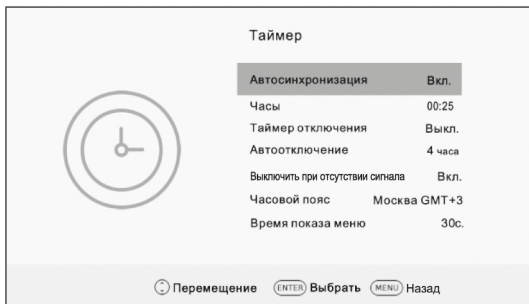 Таймер
Автосинхронизация Вкл.
Часы 00:25
Таймер отключения Выкл.
Автоотключение 4 часа
Выключить при отсутствии сигнала Вкл.
Часовой пояс Москва GMT+3
Время показа меню 30с.
Перемещение ENTER Выбрать MENU Назад